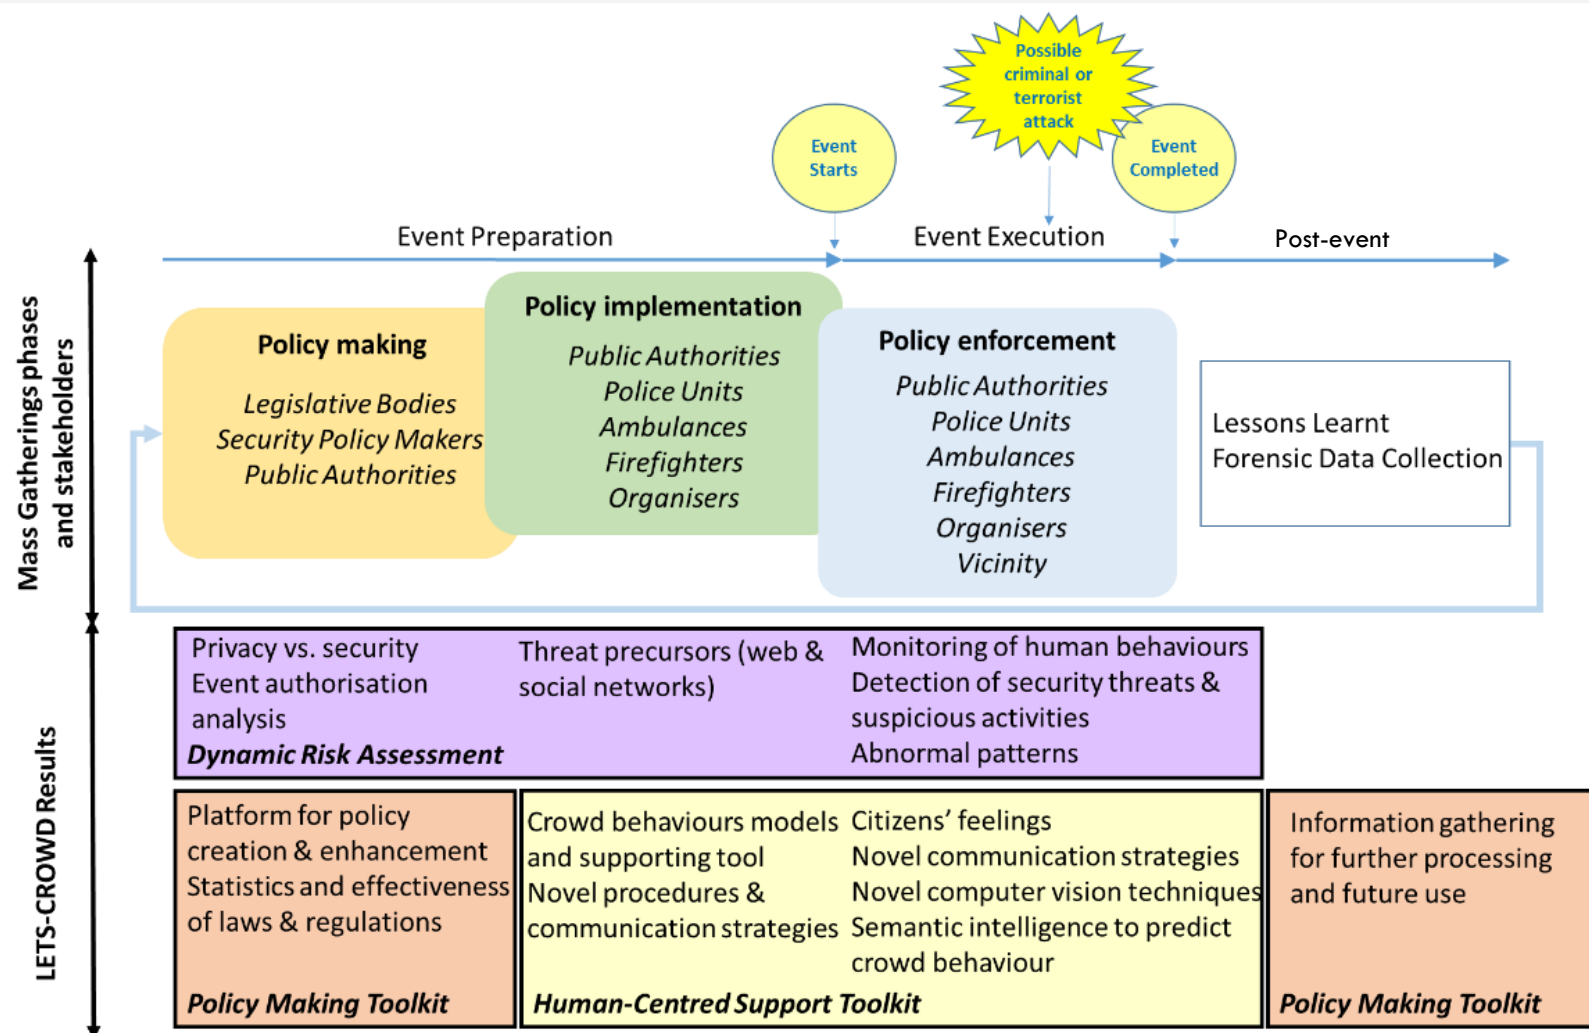 Possible
criminal or
terrorist
attack
Event
Starts
Event
Completed
Event Preparation
Event Execution
Post-event
Mass Gatherings phases
and stakeholders
Policy making
Legislative Bodies
Security Policy Makers
Public Authorities
Policy implementation
Public Authorities
Police Units
Ambulances
Firefighters
Organisers
Policy enforcement
Public Authorities
Police Units
Ambulances
Firefighters
Organisers
Vicinity
Lessons Learnt
Forensic Data Collection
LETS-CROWD Results
Privacy vs. security
Event authorisation
analysis
Dynamic Risk Assessment
Threat precursors (web &
social networks)
Monitoring of human behaviours
Detection of security threats &
suspicious activities
Abnormal patterns
Platform for policy
creation & enhancement
Statistics and effectiveness
of laws & regulations
Policy Making Toolkit
Crowd behaviours models
and supporting tool
Novel procedures &
communication strategies
Citizens’ feelings
Novel communication strategies
Novel computer vision techniques
Semantic intelligence to predict
crowd behaviour
Human-Centred Support Toolkit
Information gathering
for further processing
and future use
Policy Making Toolkit